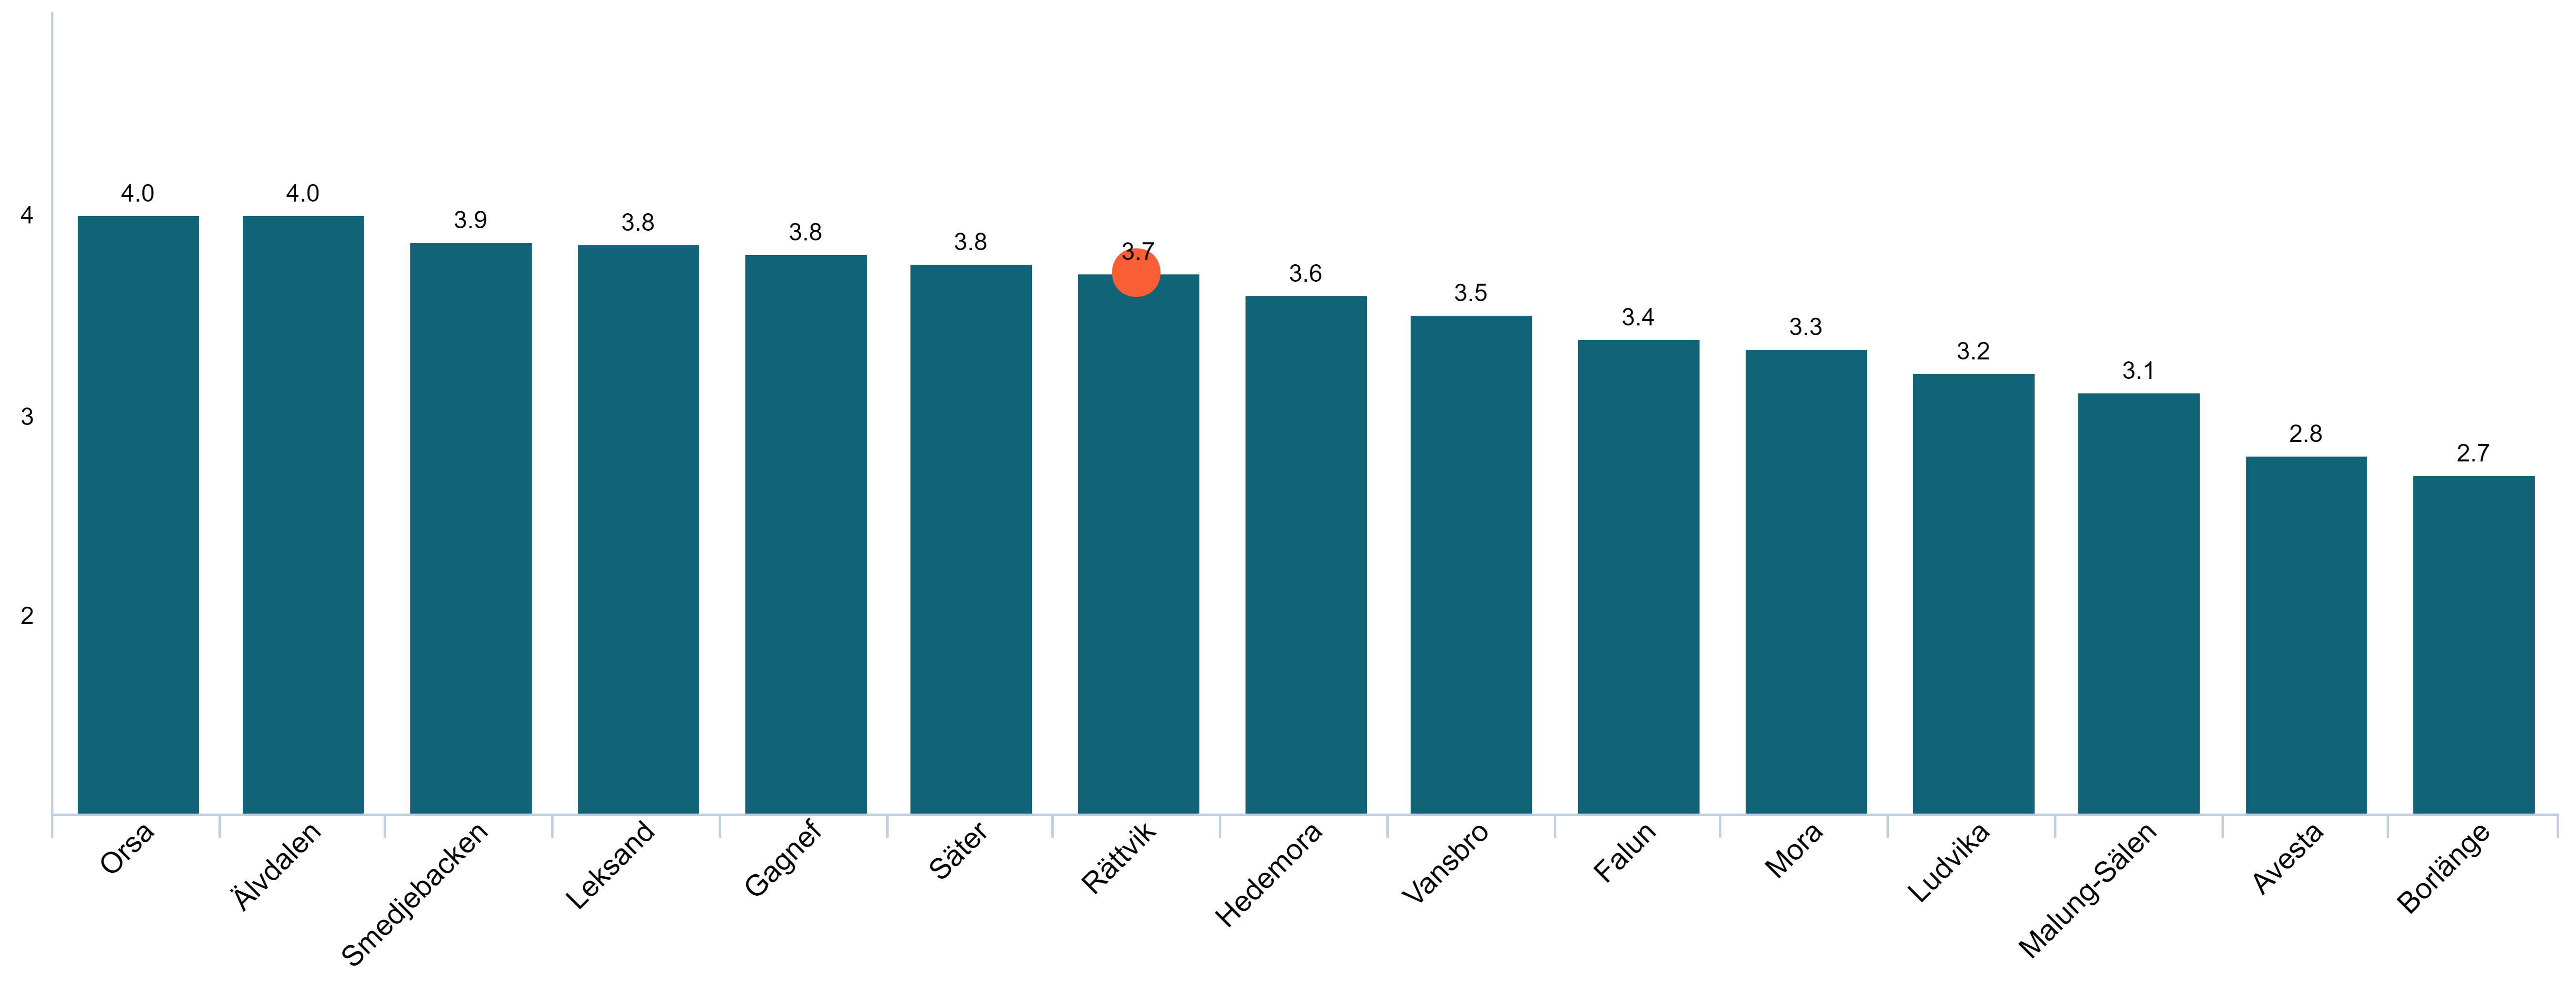 4.0
4.0
3.9
3.8
3.8
3.8
3.7
3.6
3.5
3.4
3.3
3.2
3.1
2.8
2.7
4
3
2
Orsa
Älvdalen
Smedjebacken
Leksand
Gagnef
Säter
Rättvik
Hedemora
Vansbro
Falun
Mora
Ludvika
Malung-Sälen
Avesta
Borlänge